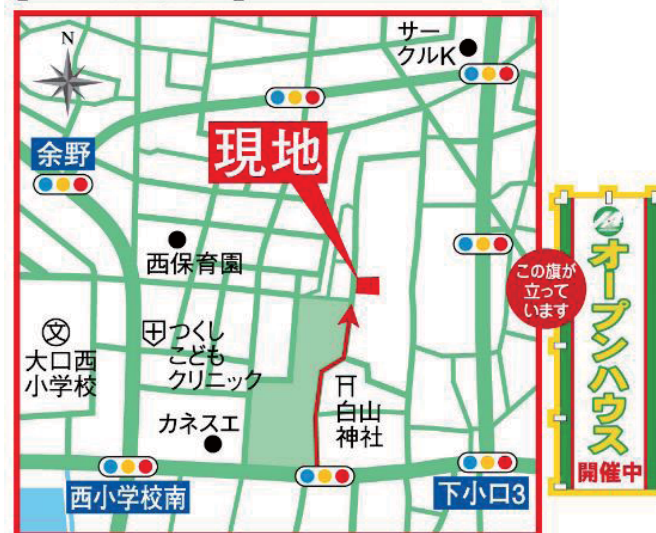 N
サー
クルK
余野
現地
西保育園
この旗が
立って
います
オープンハウス
開催中
文
大口西
小学校
つくし
こども
クリニック
白山
神社
カネスエ
西小学校南
下小口3